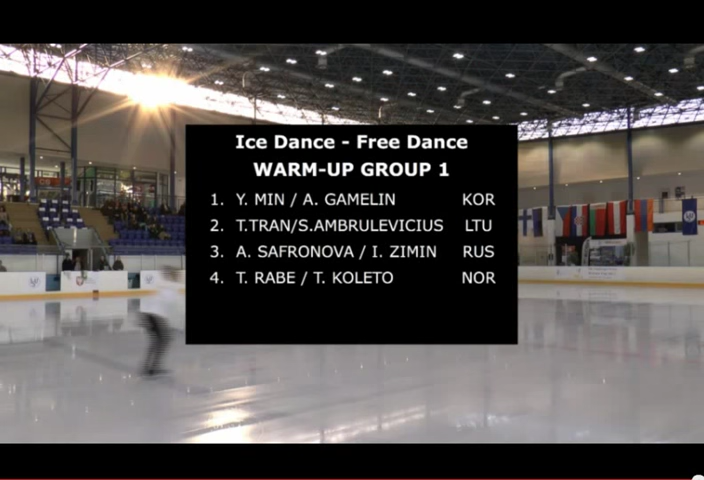 Ice Dance - Free Dance
WARM-UP GROUP 1
1. Y. MIN / A. GAMELIN KOR
2. T.TRAN/S.AMBRULEVICIUS LTU
3. A. SAFRONOVA / I. ZIMIN RUS
4. T. RABE / T. KOLETO NOR